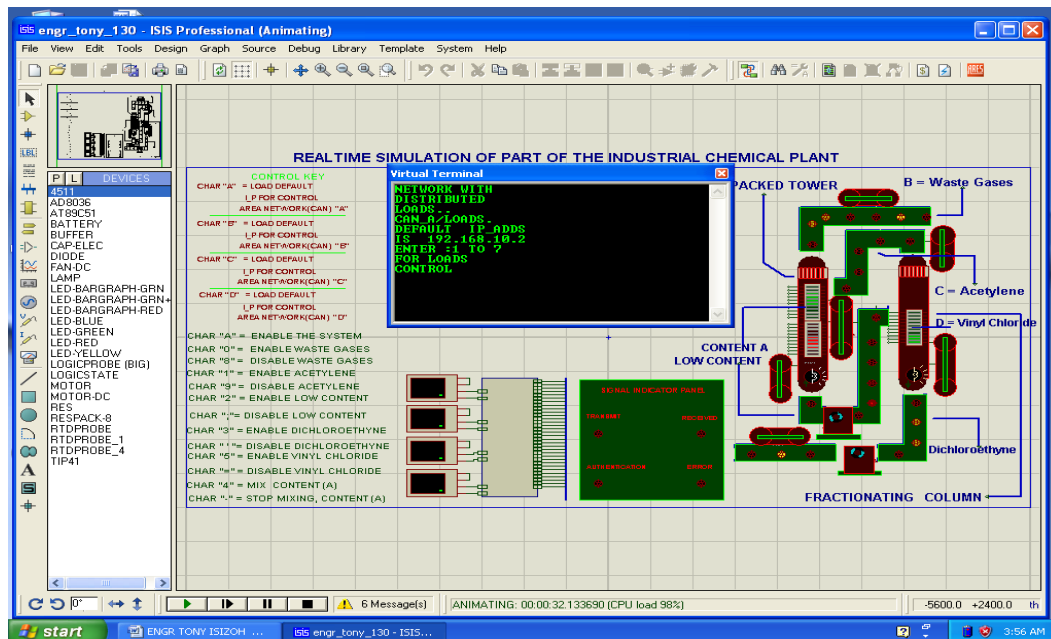 engr_tony_130 - ISIS Professional (Animating)
File View Edit Tools Design Graph Source Debug Library Template System Help
P L DEVICES
4511
AD8036
AT89C51
BATTERY
BUFFER
CAP-ELEC
DIODE
FAN-DC
LAMP
LED-BARGRAPH-GRN
LED-BARGRAPH-GRN+
LED-BARGRAPH-RED
LED-BLUE
LED-GREEN
LED-RED
LED-YELLOW
LOGICPROBE (BIG)
LOGICSTATE
MOTOR
MOTOR-DC
RES
RESPACK-8
RTDPROBE
RTDPROBE_1
RTDPROBE_4
TIP41
REALTIME SIMULATION OF PART OF THE INDUSTRIAL CHEMICAL PLANT
CONTROL KEY
CHAR "A" = LOAD DEFAULT
I_P FOR CONTROL
AREA NETWORK(CAN) "A"
CHAR "B" = LOAD DEFAULT
I_P FOR CONTROL
AREA NETWORK(CAN) "B"
CHAR "C" = LOAD DEFAULT
I_P FOR CONTROL
AREA NETWORK(CAN) "C"
CHAR "D" = LOAD DEFAULT
I_P FOR CONTROL
AREA NETWORK(CAN) "D"
CHAR "A" = ENABLE THE SYSTEM
CHAR "0" = ENABLE WASTE GASES
CHAR "8" = DISABLE WASTE GASES
CHAR "1" = ENABLE ACETYLENE
CHAR "9" = DISABLE ACETYLENE
CHAR "2" = ENABLE LOW CONTENT
CHAR ";"= DISABLE LOW CONTENT
CHAR "3" = ENABLE DICHLOROETHYNE
CHAR " ' "= DISABLE DICHLOROETHYNE
CHAR "5" = ENABLE VINYL CHLORIDE
CHAR "=" = DISABLE VINYL CHLORIDE
CHAR "4" = MIX CONTENT (A)
CHAR "-" = STOP MIXING, CONTENT (A)
Virtual Terminal
NETWORK WITH
DISTRIBUTED
LOADS..
CAN_A/LOADS.
DEFAULT IP_ADDS
IS 192.168.10.2
ENTER :1 TO 7
FOR LOADS
CONTROL
PACKED TOWER
B = Waste Gases
C = Acetylene
D = Vinyl Chloride
CONTENT A
LOW CONTENT
SIGNAL INDICATOR PANEL
TRANSMIT
RECEIVED
AUTHENTICATION
ERROR
Dichloroethyne
FRACTIONATING COLUMN
6 Message(s)
ANIMATING: 00:00:32.133690 (CPU load 98%)
-5600.0 +2400.0 th
start
ENGR TONY ISIZOH ...
engr_tony_130 - ISIS...
3:56 AM